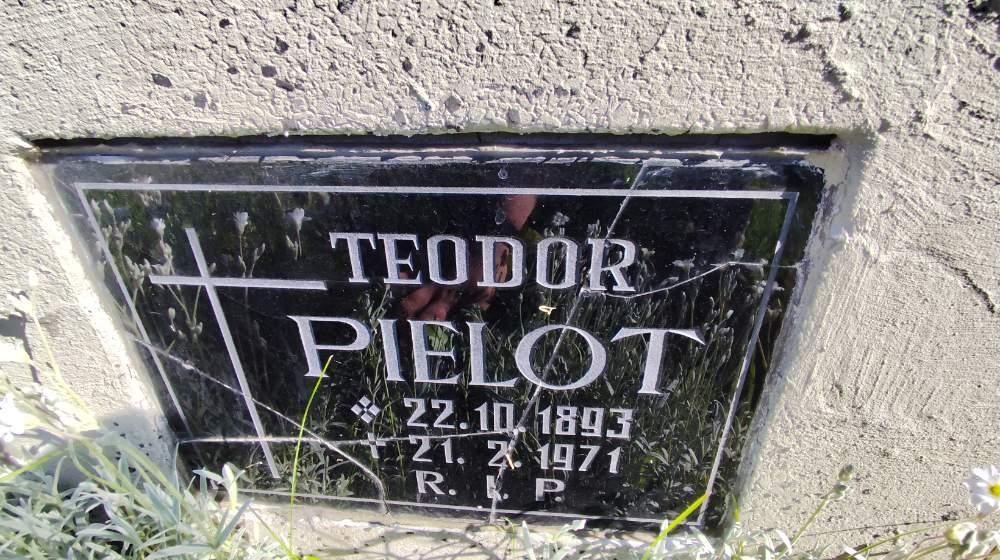 TEODOR
PIELOT
22.10.1893
† 21. 2. 1971
R. I. P.